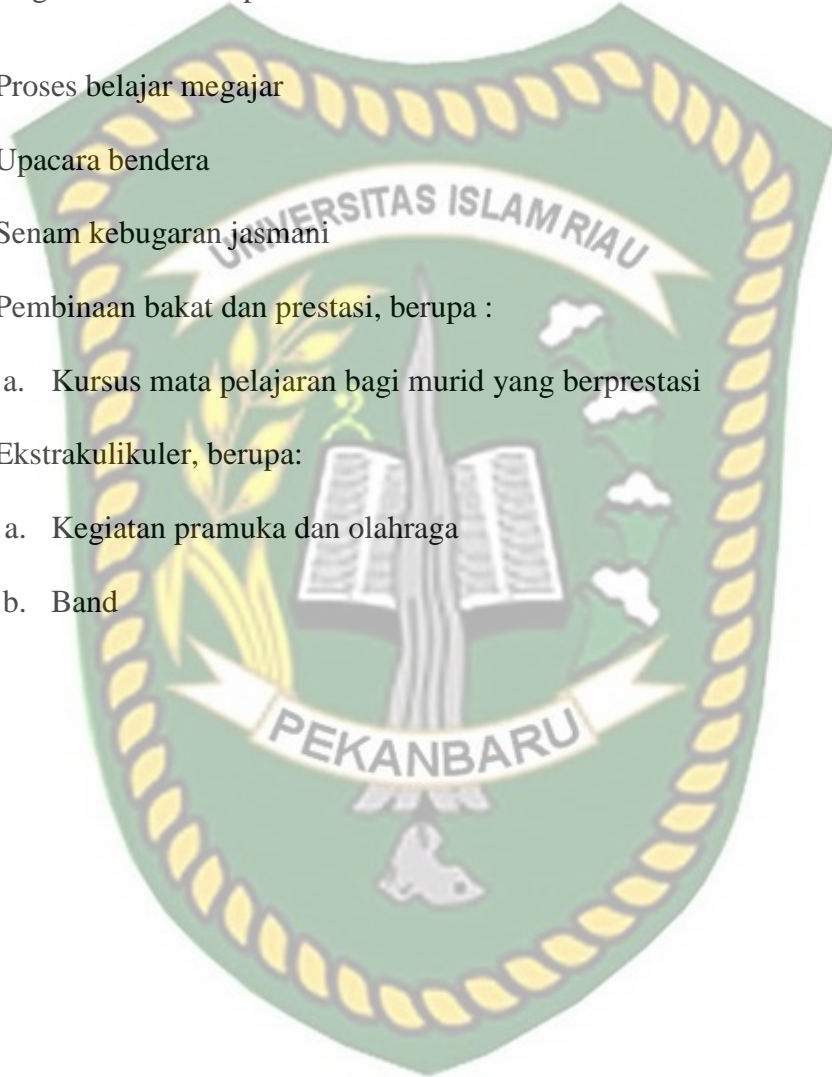 Proses belajar megajar
Upacara bendera
UNIVERSITAS ISLAM RIAU
Senam kebugaran jasmani
Pembinaan bakat dan prestasi, berupa :
a. Kursus mata pelajaran bagi murid yang berprestasi
Ekstrakulikuler, berupa:
a. Kegiatan pramuka dan olahraga
b. Band
PEKANBARU